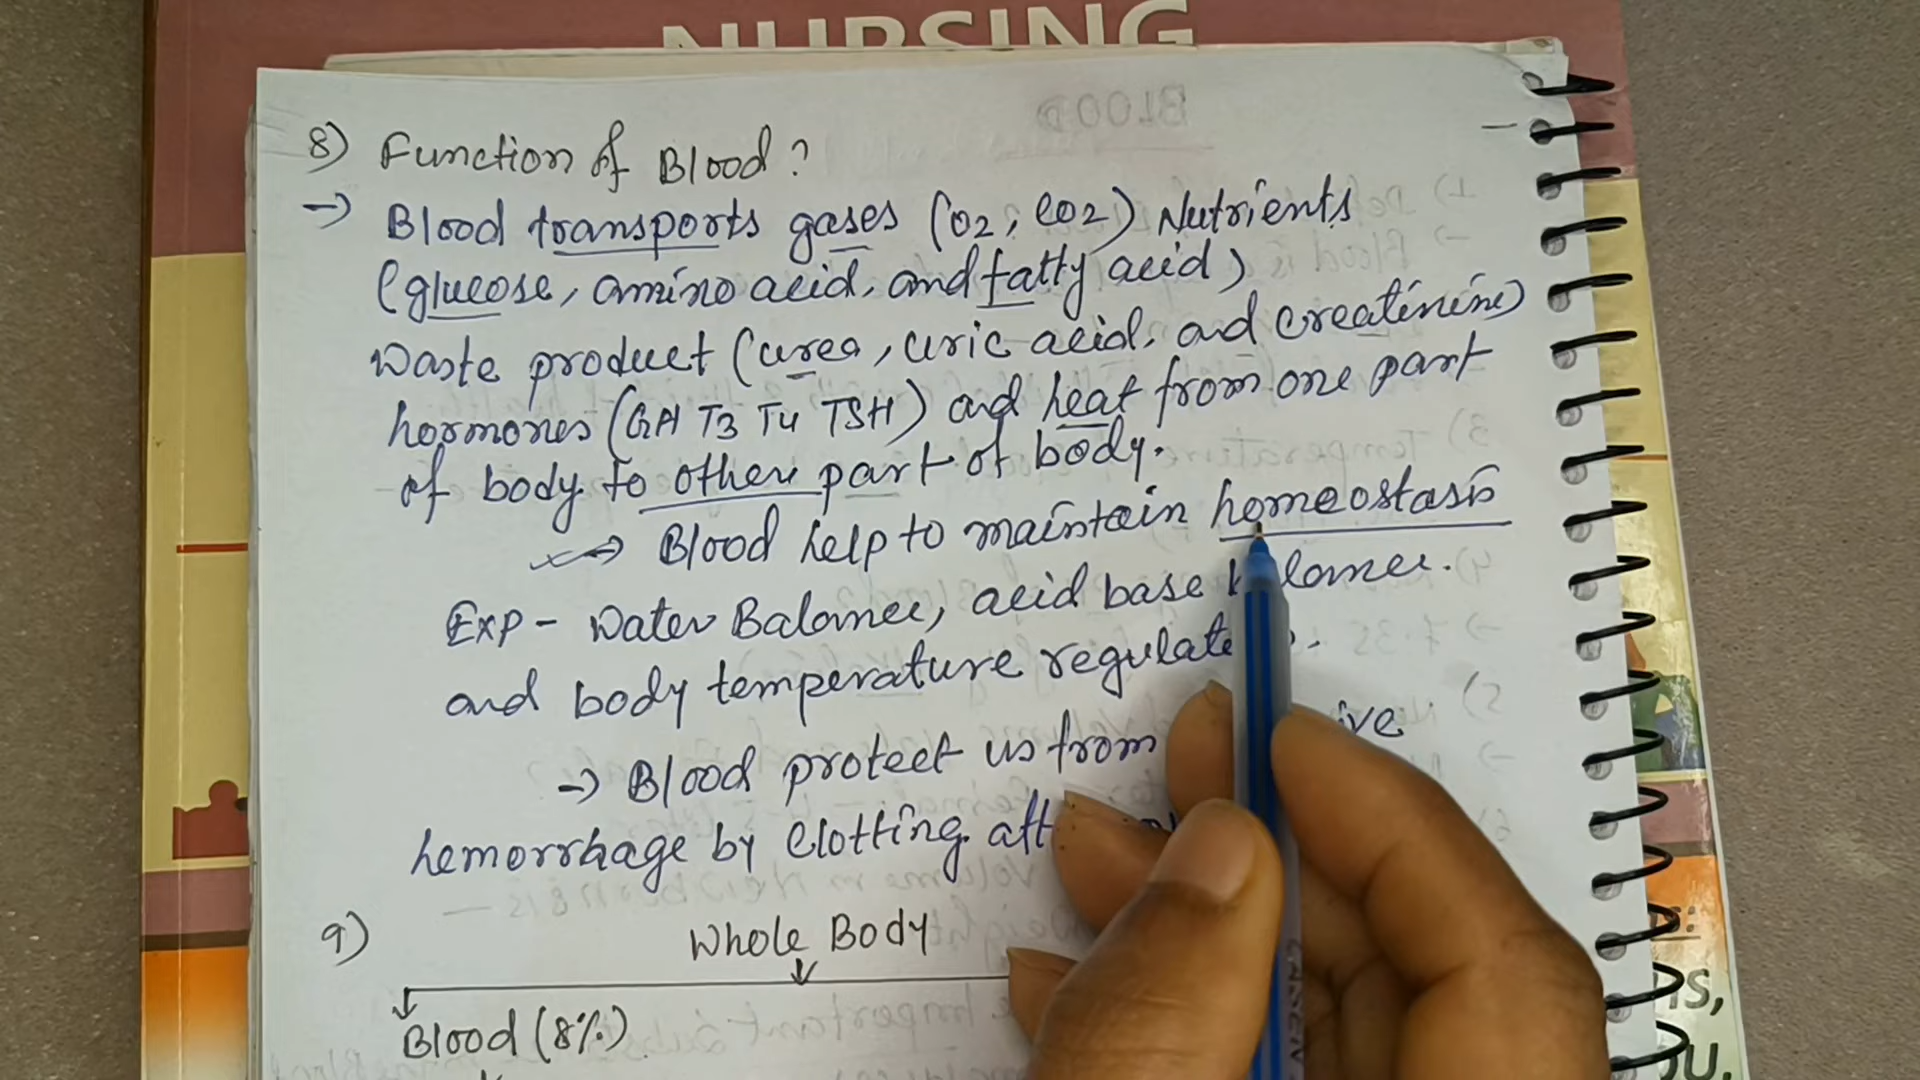 NURSING
8) Function of Blood?
→ Blood transports gases (O2, CO2) Nutrients
(glucose, amino acid, and fatty acid)
Waste product (urea, uric acid, and creatinine)
hormones (GH T3 T4 TSH) and heat from one part
of body to other part of body.
→ Blood help to maintain homeostasis
Exp - Water Balance, acid base balance.
and body temperature
→ Blood protect us from
hemorrhage by clotting
9) Whole Body
Blood (8%)